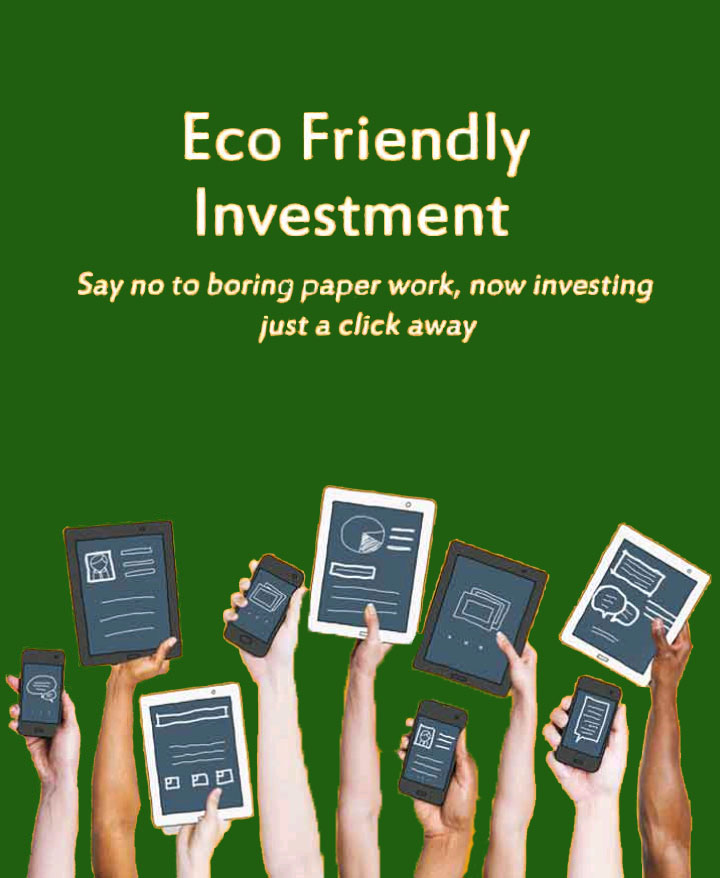 Eco Friendly
Investment
Say no to boring paper work, now investing
just a click away